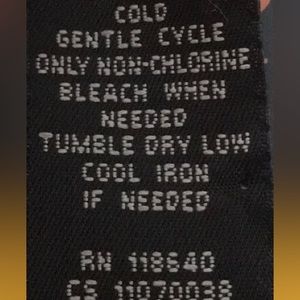 COLD
GENTLE CYCLE
ONLY NON-CHLORINE
BLEACH WHEN
NEEDED
TUMBLE DRY LOW
COOL IRON
IF NEEDED
RN 118640
CS 11070038